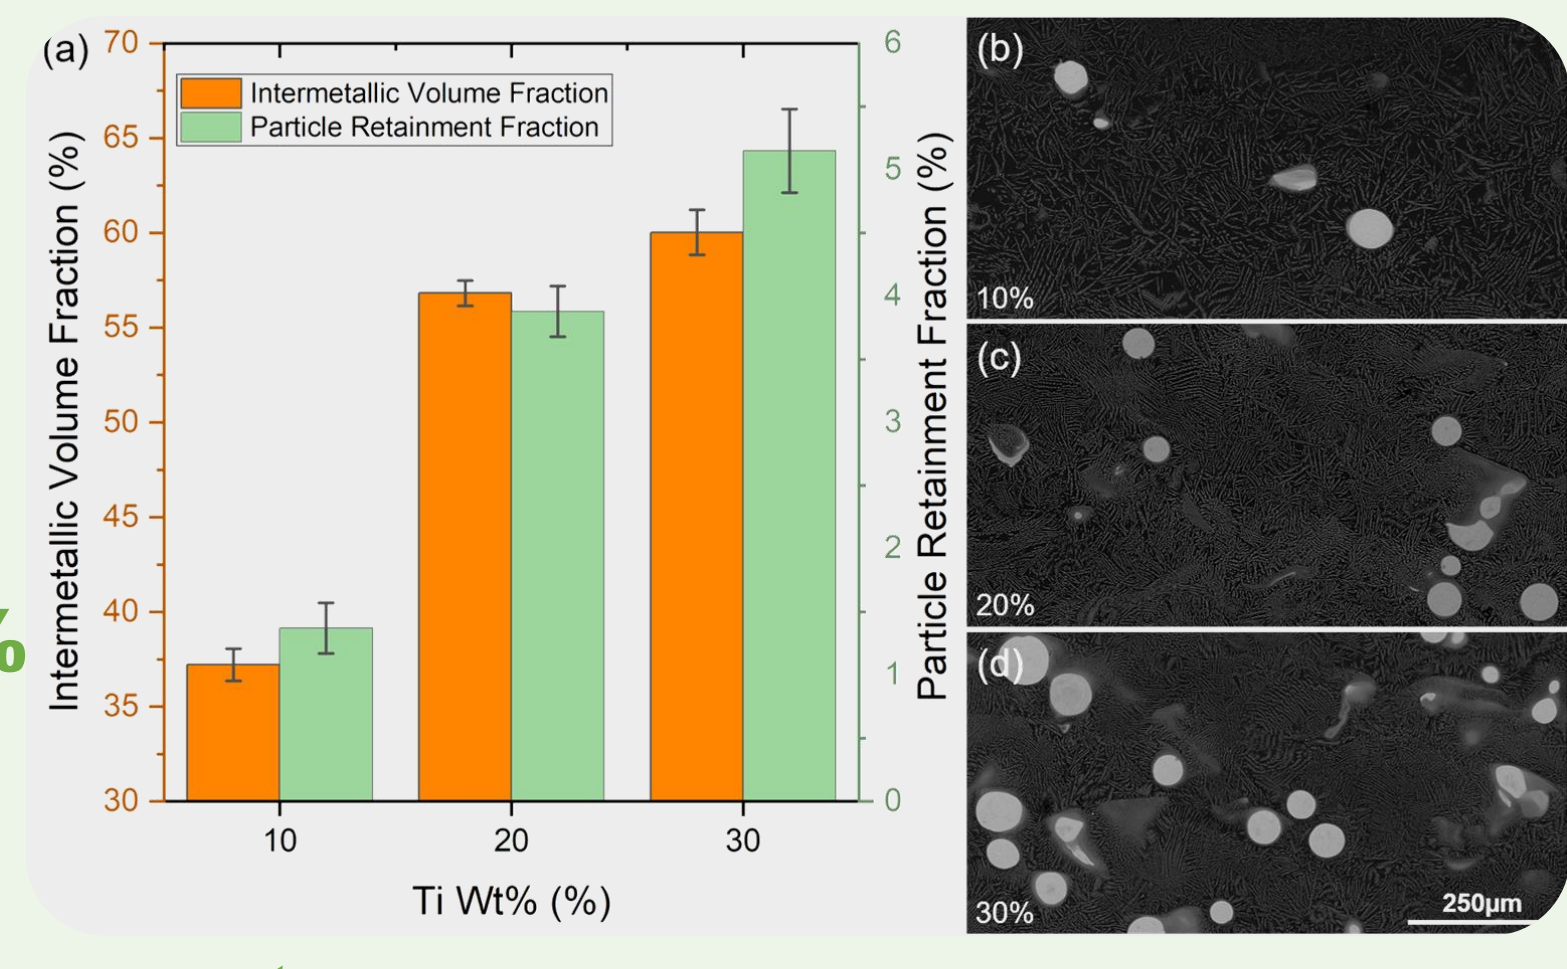 (a)
Intermetallic Volume Fraction
Particle Retainment Fraction
Intermetallic Volume Fraction (%)
70
65
60
55
50
45
40
35
30
6
5
4
3
2
1
0
Particle Retainment Fraction (%)
10 20 30
Ti Wt% (%)
(b)
10%
(c)
20%
(d)
30%
250µm
%